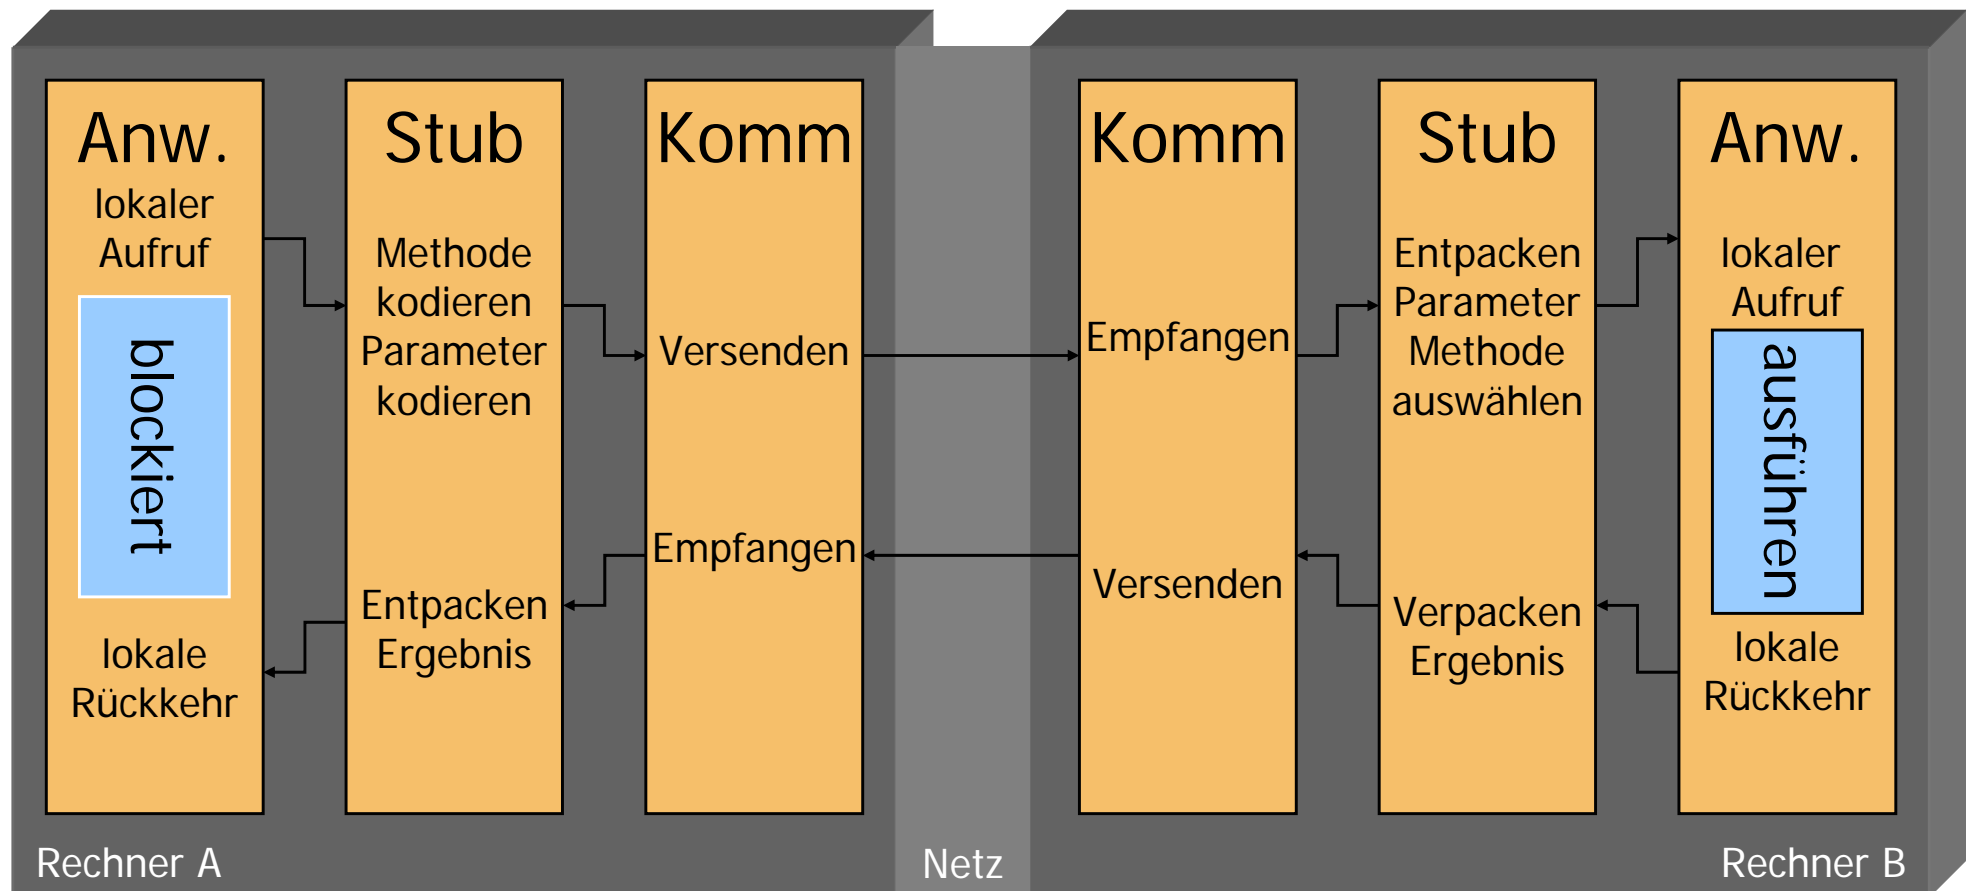 Anw.
lokaler
Aufruf
blockiert
lokale
Rückkehr
Stub
Methode
kodieren
Parameter
kodieren
Entpacken
Ergebnis
Komm
Versenden
Empfangen
Komm
Empfangen
Versenden
Stub
Entpacken
Parameter
Methode
auswählen
Verpacken
Ergebnis
Anw.
lokaler
Aufruf
ausführen
lokale
Rückkehr
Rechner A
Netz
Rechner B